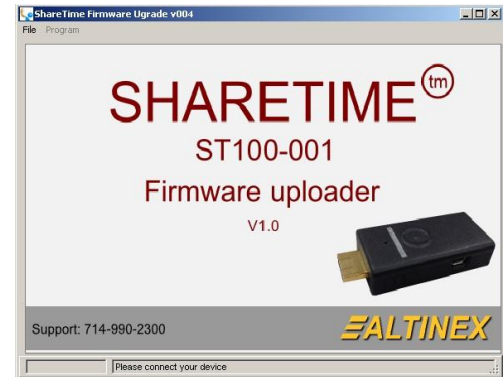 ShareTime Firmware Ugrade v004
File Program
SHARETIME (tm)
ST100-001
Firmware uploader
V1.0
Support: 714-990-2300
ALTINEX
Please connect your device